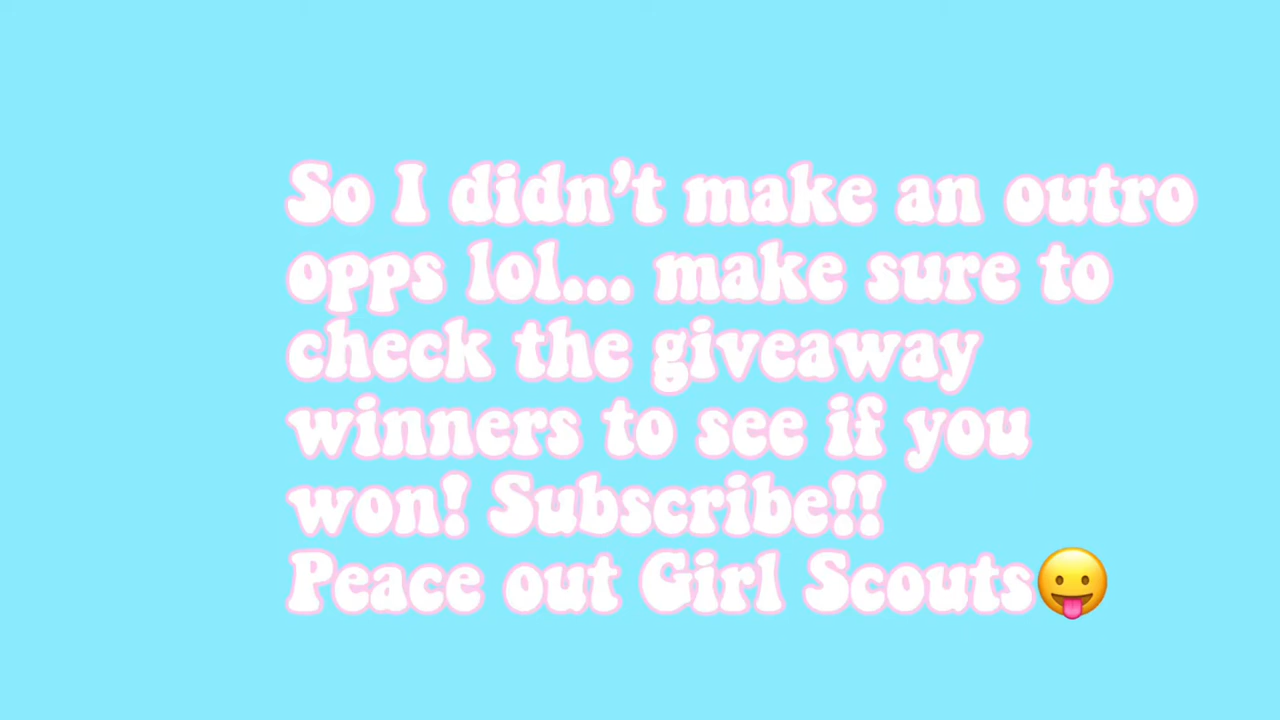 So I didn't make an outro
opps lol... make sure to
check the giveaway
winners to see if you
won! Subscribe!!
Peace out Girl Scouts😛